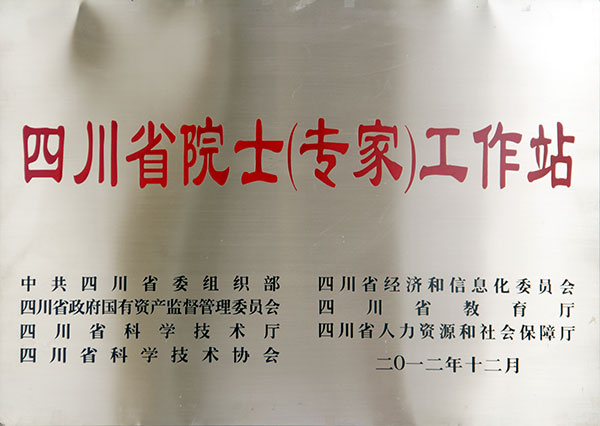 四川省院士(专家)工作站
中共四川省委组织部
四川省政府国有资产监督管理委员会
四川省科学技术厅
四川省科学技术协会
四川省经济和信息化委员会
四川省教育厅
四川省人力资源和社会保障厅
二〇一二年十二月